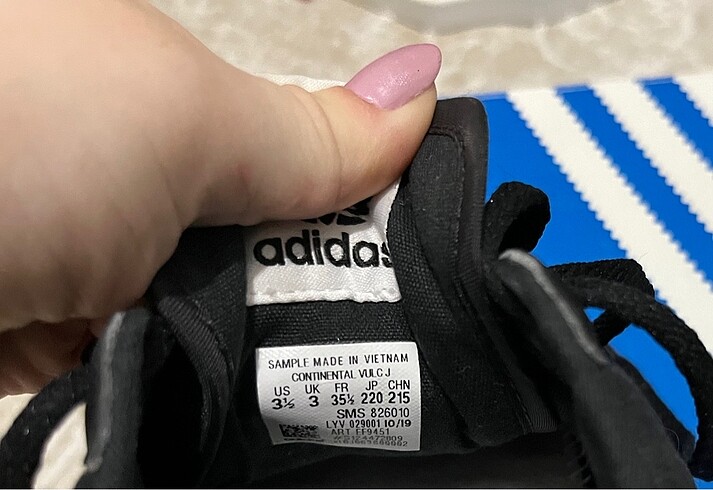 adidas
SAMPLE MADE IN VIETNAM
CONTINENTAL VULC J
US UK FR JP CHN
3½ 3 35½ 220 215
SMS 826010
LYV 029001 10/19
ART EF9451